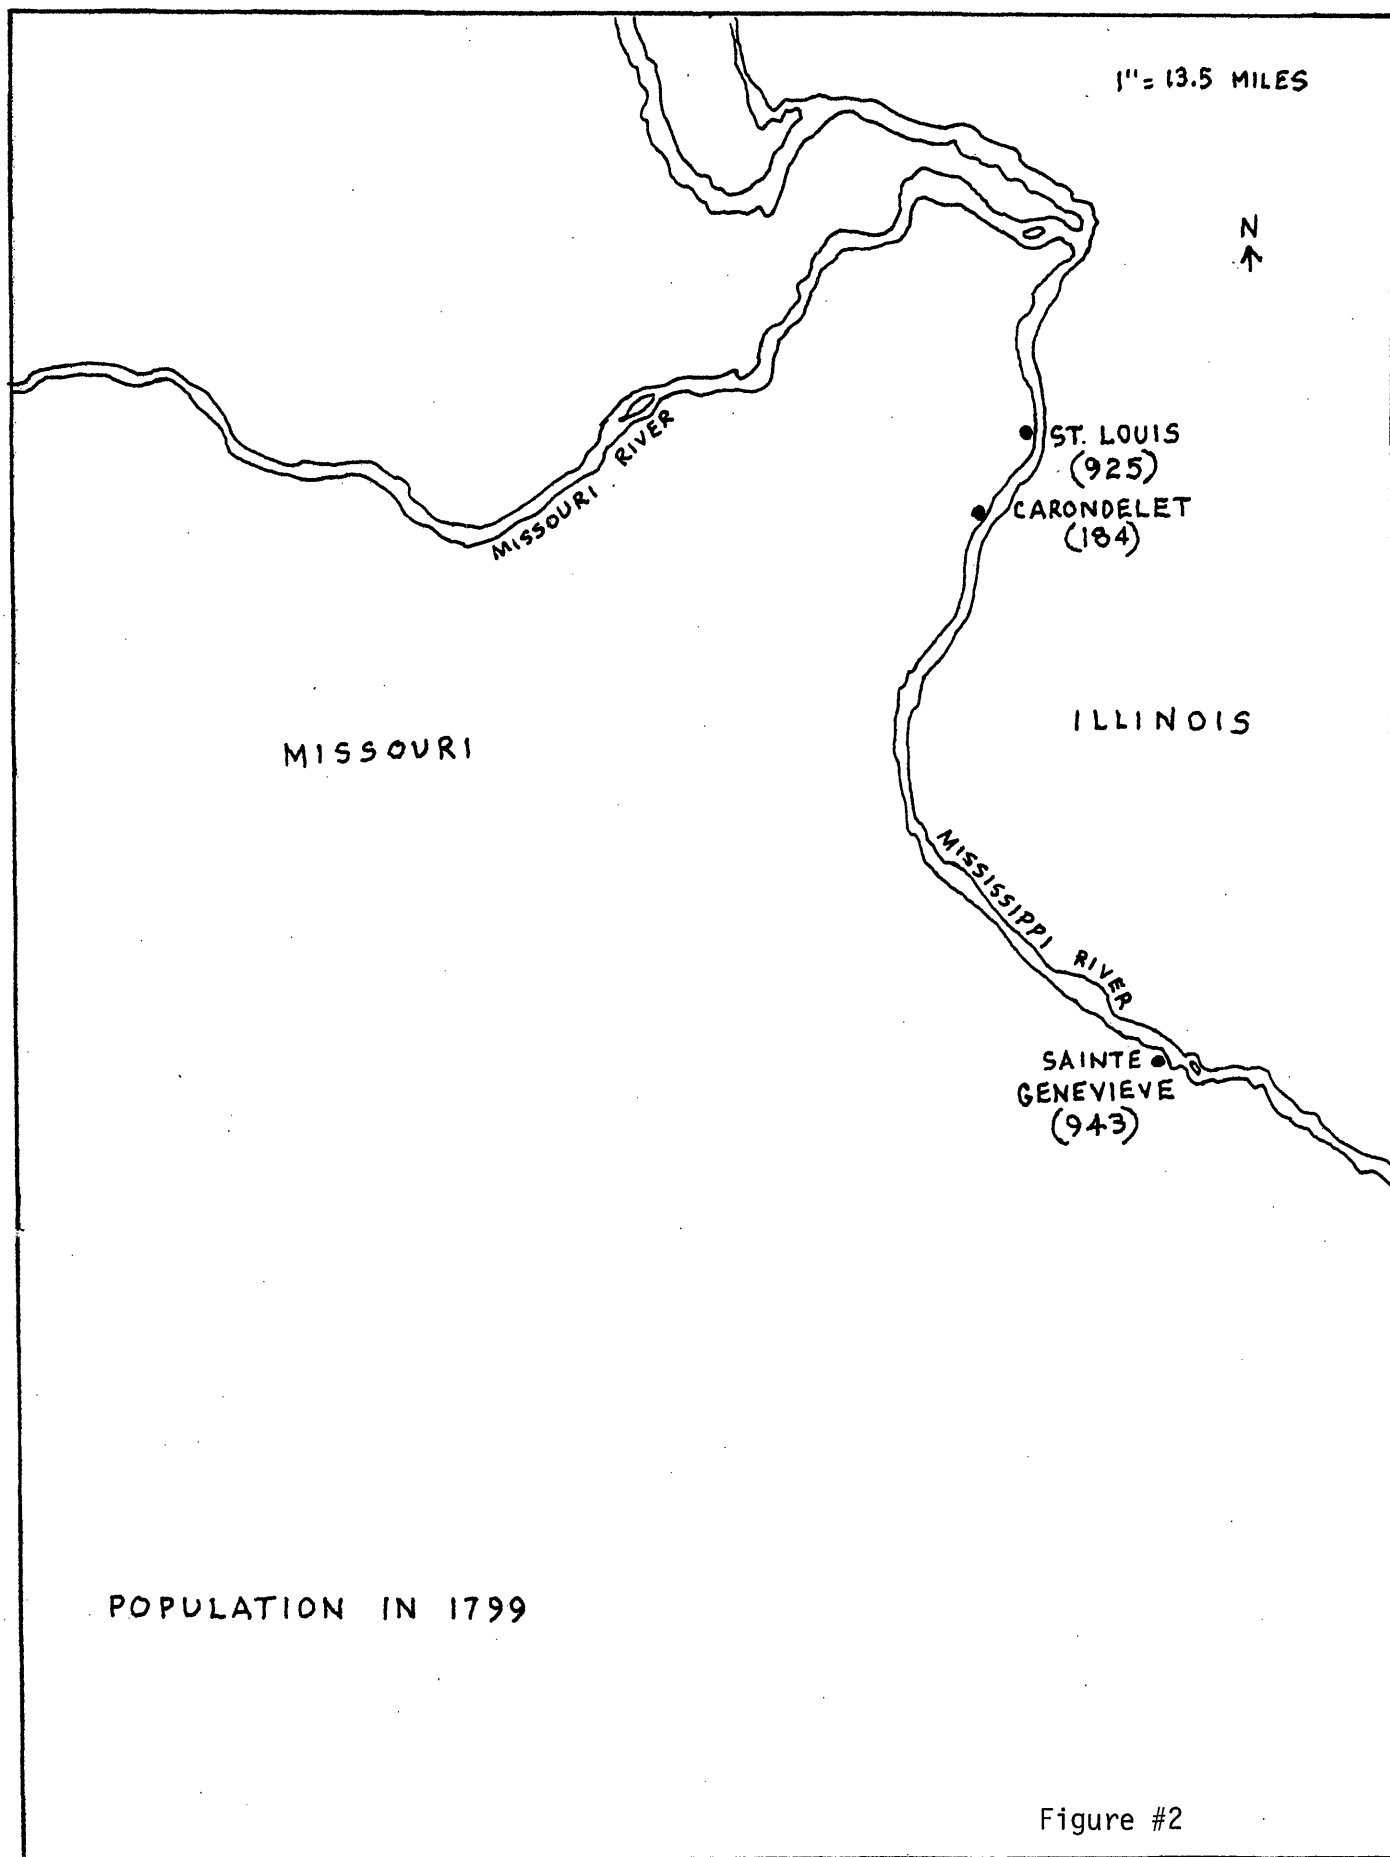 1" = 13.5 MILES
N
ST. LOUIS
(925)
CARONDELET
(184)
MISSOURI RIVER
MISSOURI
ILLINOIS
MISSISSIPPI RIVER
SAINTE
GENEVIEVE
(943)
POPULATION IN 1799
Figure #2